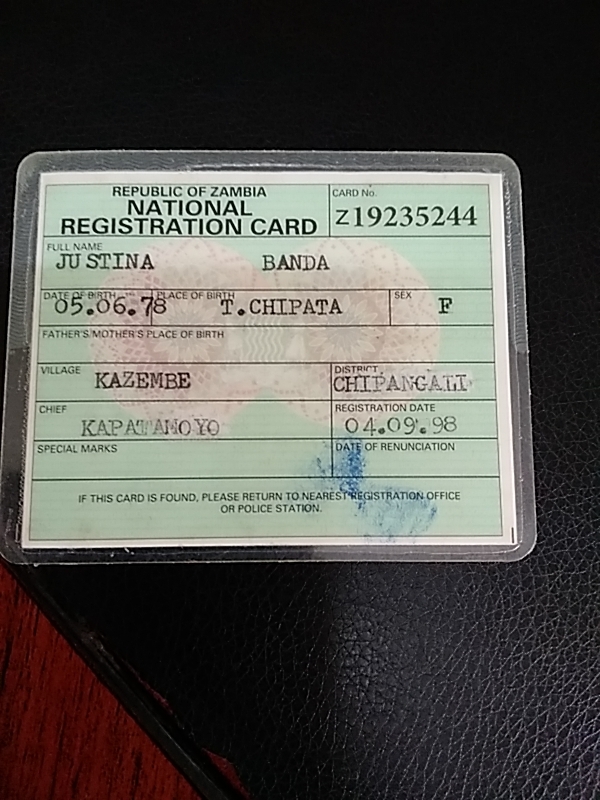 REPUBLIC OF ZAMBIA
NATIONAL
REGISTRATION CARD
CARD No.
Z19235244
FULL NAME
JUSTINA BANDA
DATE OF BIRTH PLACE OF BIRTH SEX
05.06.78 T.CHIPATA F
FATHER'S/MOTHER'S PLACE OF BIRTH
VILLAGE KAZEMBE
DISTRICT
CHIPANGALI
CHIEF
KAPATAMOYO
REGISTRATION DATE
04.09.98
SPECIAL MARKS
DATE OF RENUNCIATION
IF THIS CARD IS FOUND, PLEASE RETURN TO NEAREST REGISTRATION OFFICE
OR POLICE STATION.